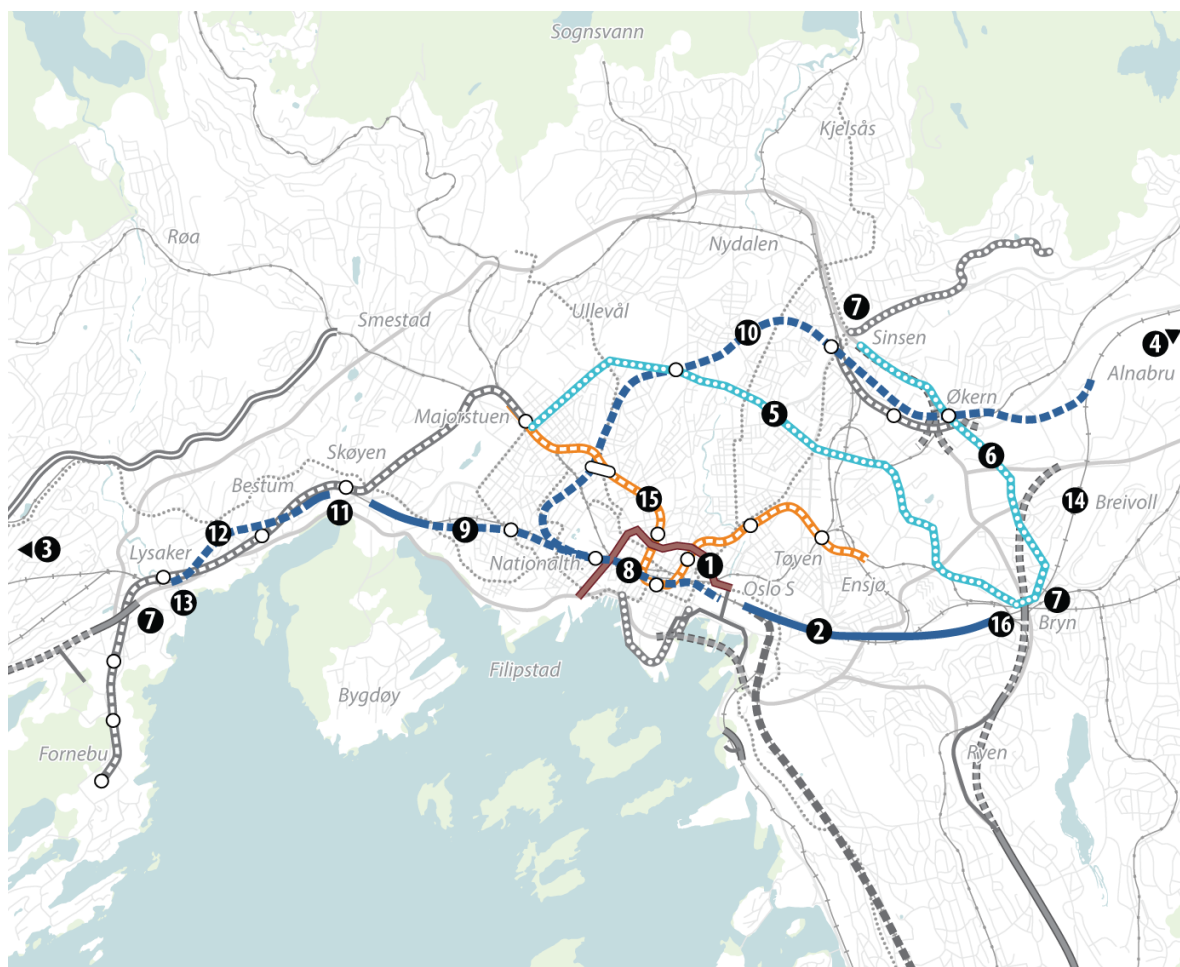 Sognsvann
Kjelsås
Røa
Nydalen
Ullevål
7
Sinsen
Smestad
10
4
Alnabru
Økern
Majorstuen
5
6
Skøyen
Bestum
11
15
14
Breivoll
12
9
3
Lysaker
Nationalth.
8
1
Tøyen
Ensjø
13
Oslo S
7
7
2
16
Bryn
Filipstad
Bygdøy
Fornebu
Ryen